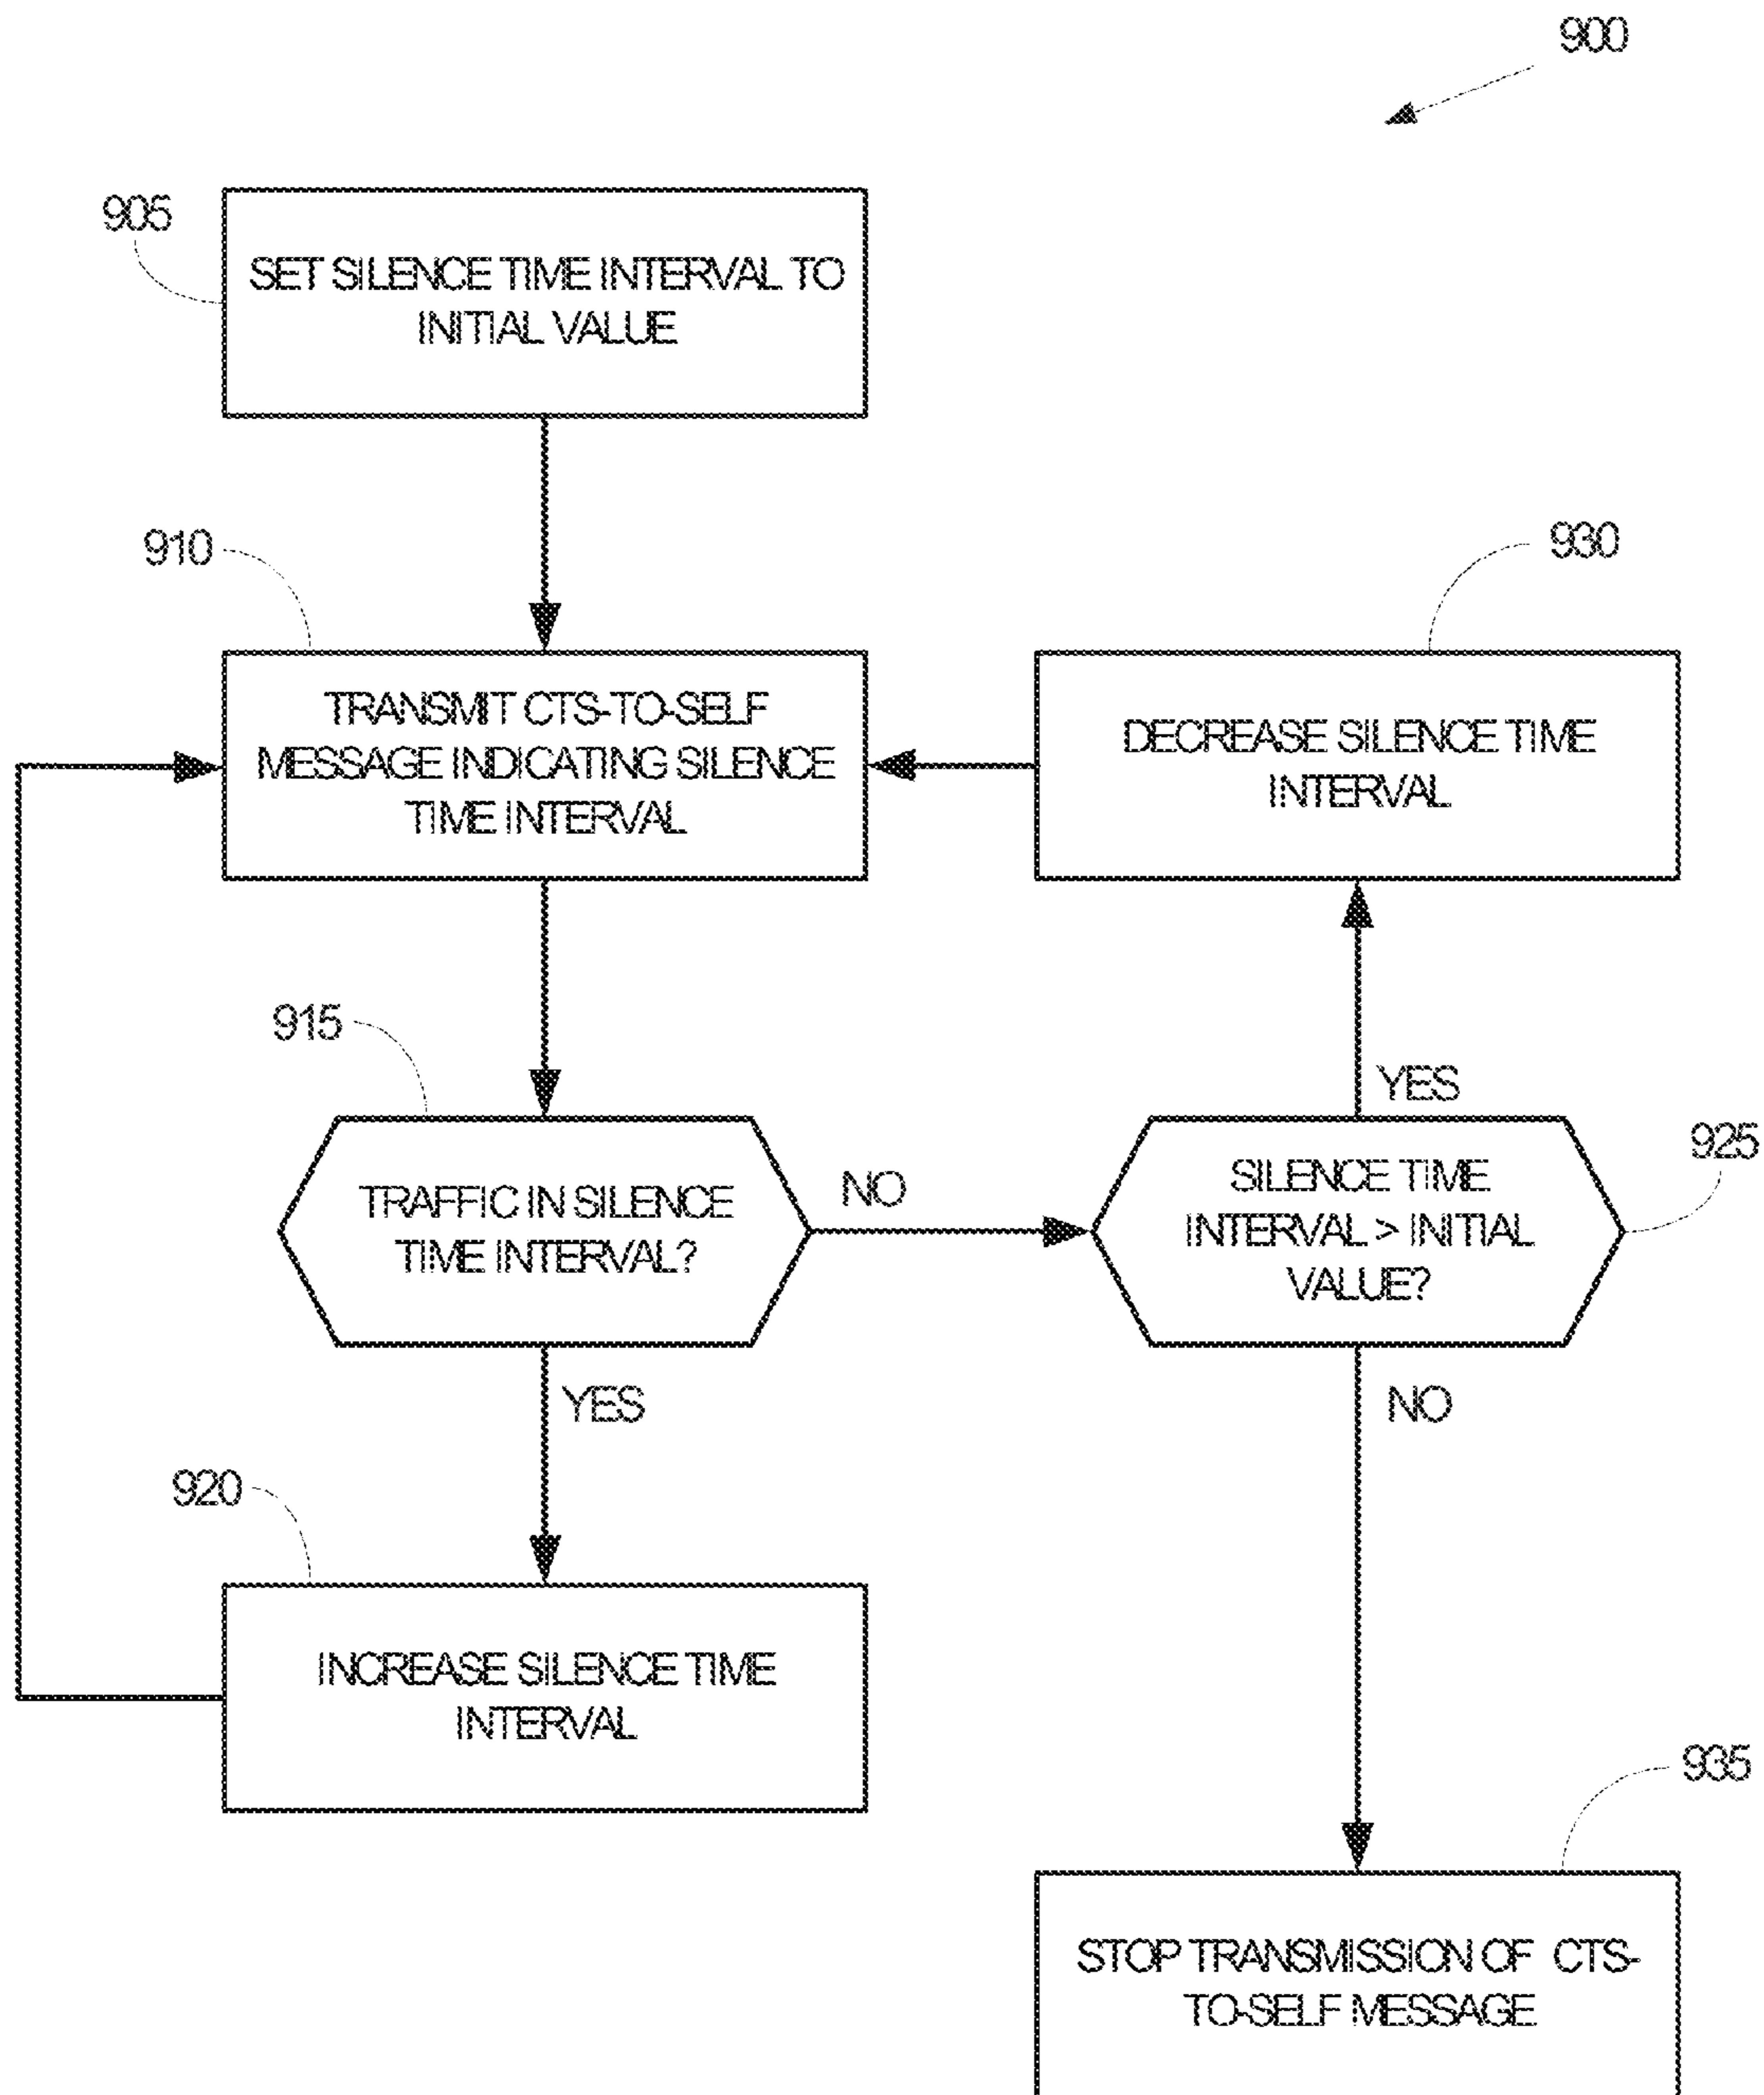 900
905
SET SILENCE TIME INTERVAL TO
INITIAL VALUE
910
TRANSMIT CTS-TO-SELF
MESSAGE INDICATING SILENCE
TIME INTERVAL
930
DECREASE SILENCE TIME
INTERVAL
915
TRAFFIC IN SILENCE
TIME INTERVAL?
NO
YES
925
SILENCE TIME
INTERVAL > INITIAL
VALUE?
YES
NO
920
INCREASE SILENCE TIME
INTERVAL
935
STOP TRANSMISSION OF CTS-
TO-SELF MESSAGE